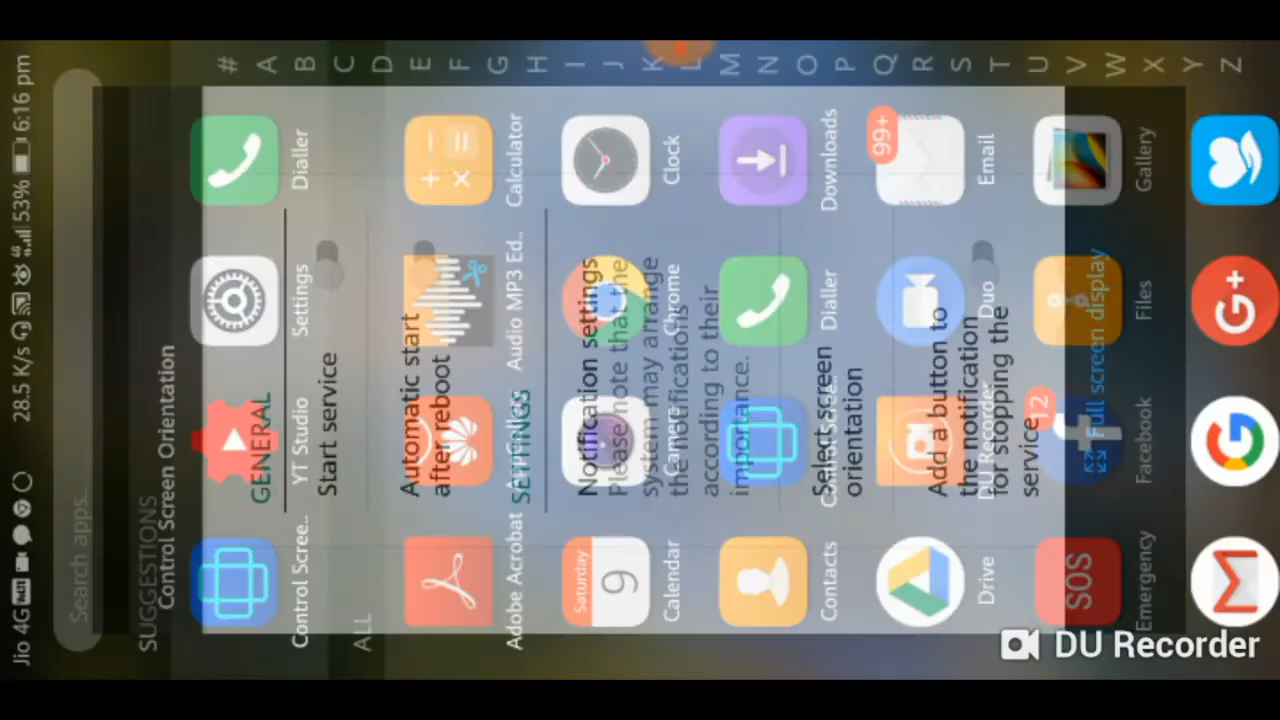 Jio 4G
28.5 K/s
4G
53%
6:16 pm
Search apps...
SUGGESTIONS
Control Screen Orientation
Control Scree..
YT Studio
Settings
Dialler
GENERAL
Start service
ALL
Automatic start
after reboot
Adobe Acrobat
Audio MP3 Ed..
Calculator
SETTINGS
Notification settings
Please note that the
system may arrange
the notifications
according to their
importance.
Saturday
9
Calendar
Camera
Chrome
Clock
Select screen
orientation
Contacts
Dialler
Downloads
99+
Add a button to
the notification
for stopping the
service
Drive
DU Recorder
Duo
Email
SOS
12
Emergency
Facebook
Files
Gallery
Full screen display
G+
#
A
B
C
D
E
F
G
H
I
J
K
L
M
N
O
P
Q
R
S
T
U
V
W
X
Y
Z
DU Recorder